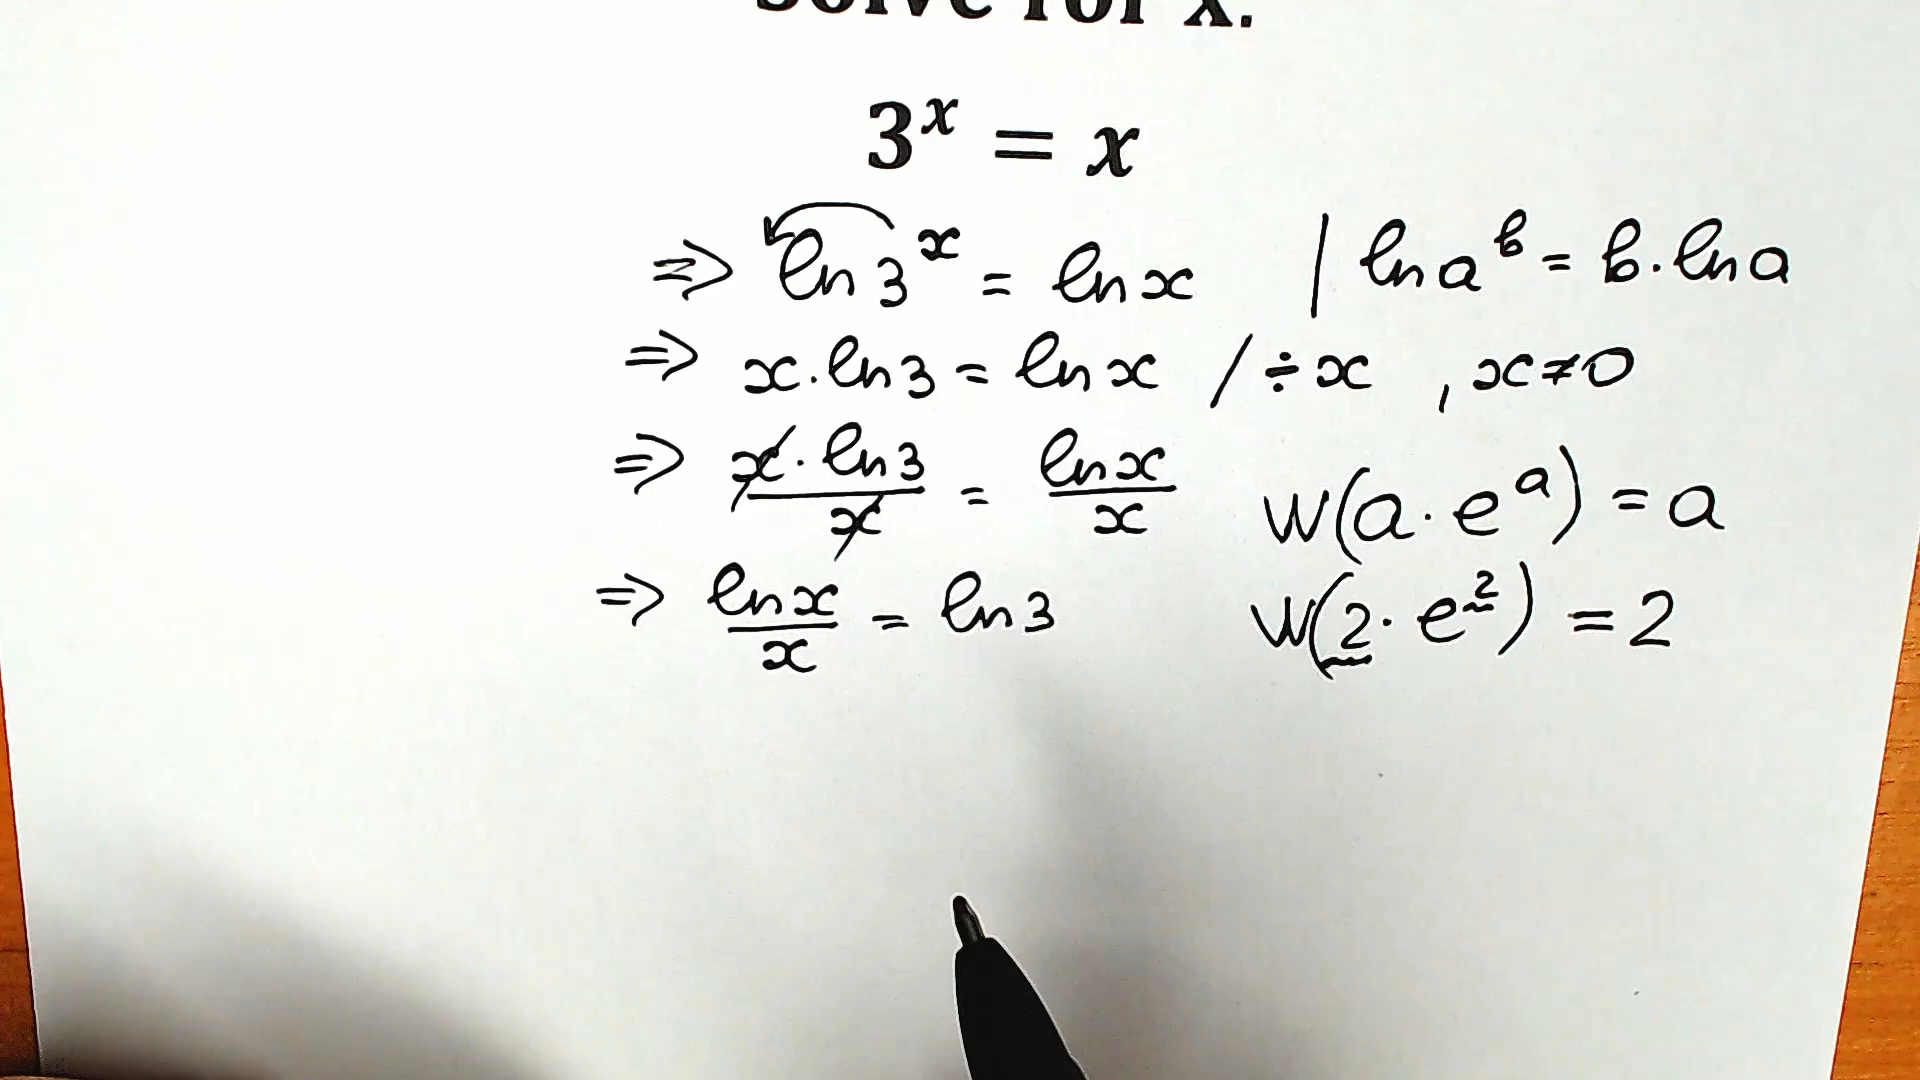 Solve for x.
3^x = x
=> ln 3^x = ln x | ln a^b = b · ln a
=> x · ln 3 = ln x / ÷ x , x ≠ 0
=> x · ln 3 / x = ln x / x W(a · e^a) = a
=> ln x / x = ln 3 W(2 · e^2) = 2